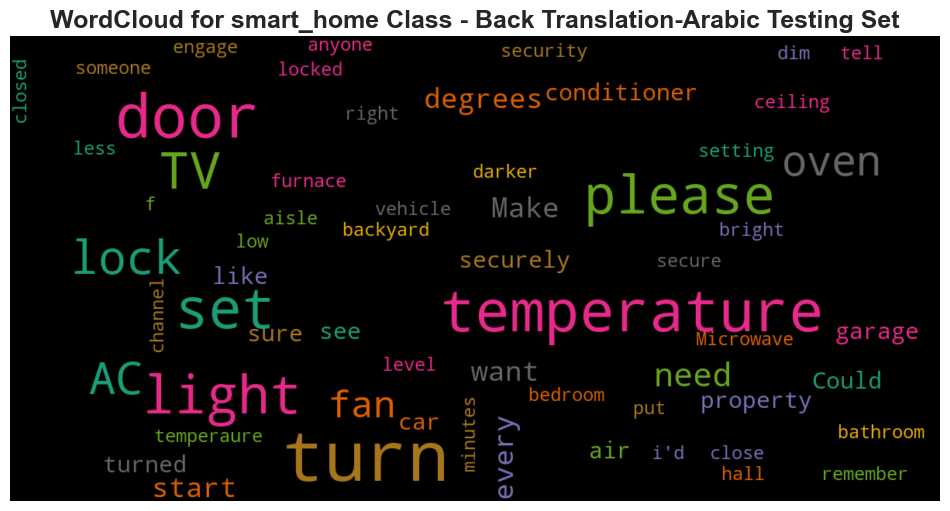 WordCloud for smart_home Class - Back Translation-Arabic Testing Set
engage
anyone
security
dim
tell
closed
someone
locked
degrees
conditioner
ceiling
door
right
less
TV
furnace
darker
setting
oven
f
aisle
vehicle
Make
please
backyard
bright
low
lock
like
securely
secure
channel
set
sure
see
temperature
Microwave
garage
AC
light
level
want
need
Could
fan
car
bedroom
put
property
temperaure
turn
minutes
every
air
i'd
close
bathroom
turned
start
hall
remember